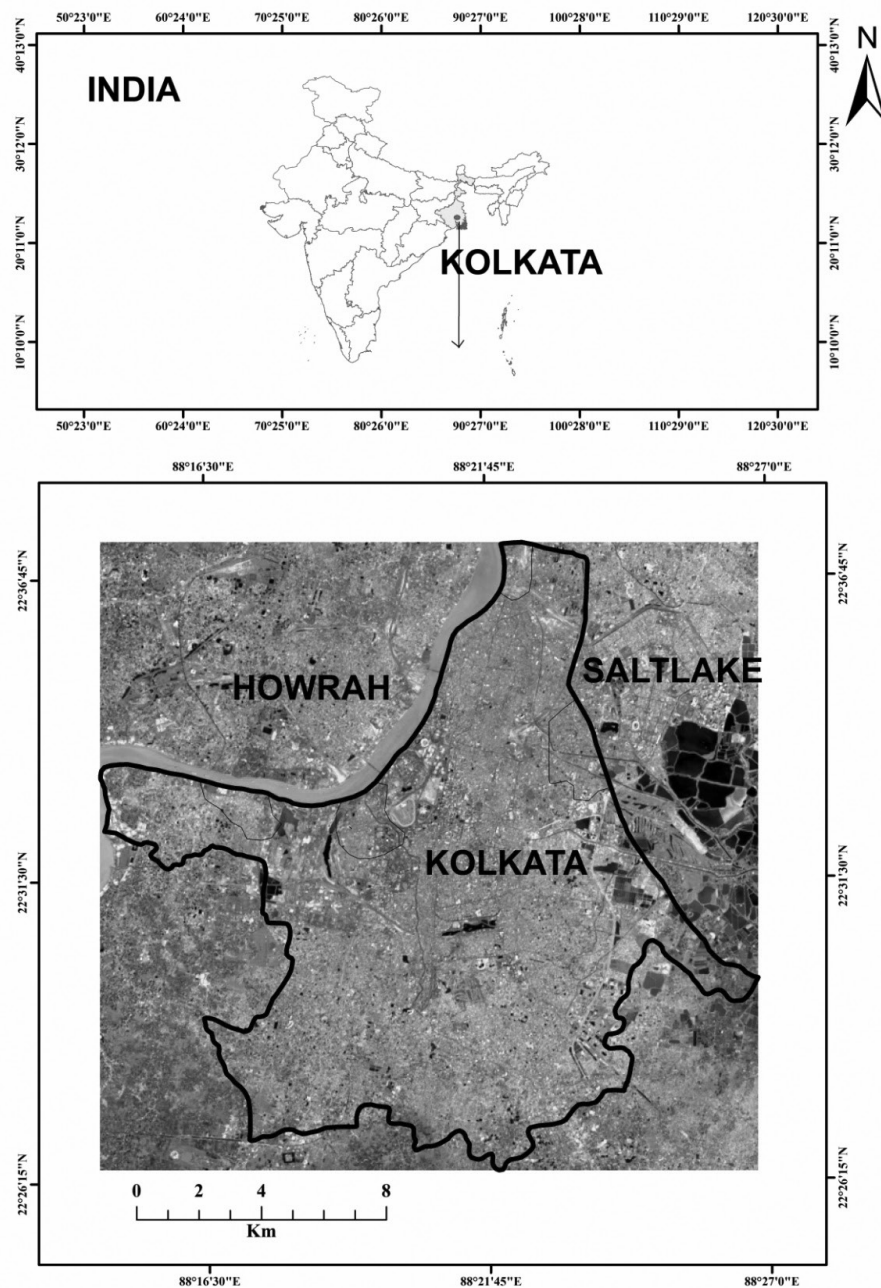 50°23'0"E 60°24'0"E 70°25'0"E 80°26'0"E 90°27'0"E 100°28'0"E 110°29'0"E 120°30'0"E
N
40°13'0"N
40°13'0"N
INDIA
30°12'0"N
30°12'0"N
20°11'0"N
20°11'0"N
KOLKATA
10°10'0"N
10°10'0"N
50°23'0"E 60°24'0"E 70°25'0"E 80°26'0"E 90°27'0"E 100°28'0"E 110°29'0"E 120°30'0"E
88°16'30"E 88°21'45"E 88°27'0"E
22°36'45"N
22°36'45"N
HOWRAH
SALTLAKE
KOLKATA
22°31'30"N
22°31'30"N
22°26'15"N
22°26'15"N
0 2 4 8
Km
88°16'30"E 88°21'45"E 88°27'0"E